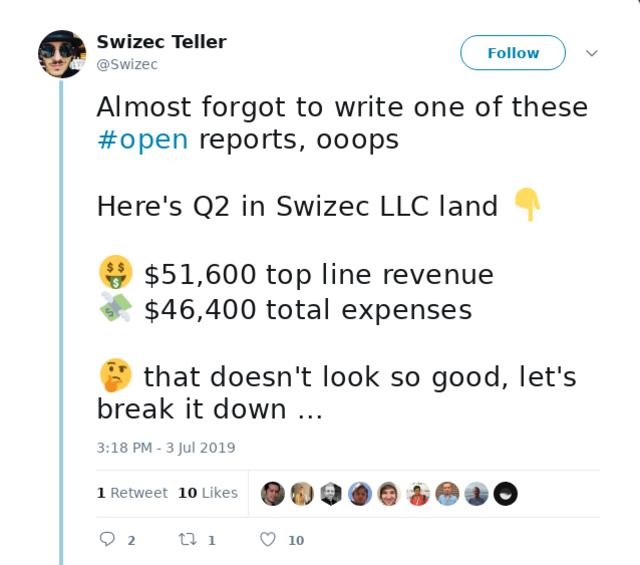 Swizec Teller
@Swizec
Follow
Almost forgot to write one of these
#open reports, ooops
Here's Q2 in Swizec LLC land 👇
🤑 $51,600 top line revenue
💸 $46,400 total expenses
🤔 that doesn't look so good, let's
break it down ...
3:18 PM - 3 Jul 2019
1 Retweet 10 Likes
2 1 10